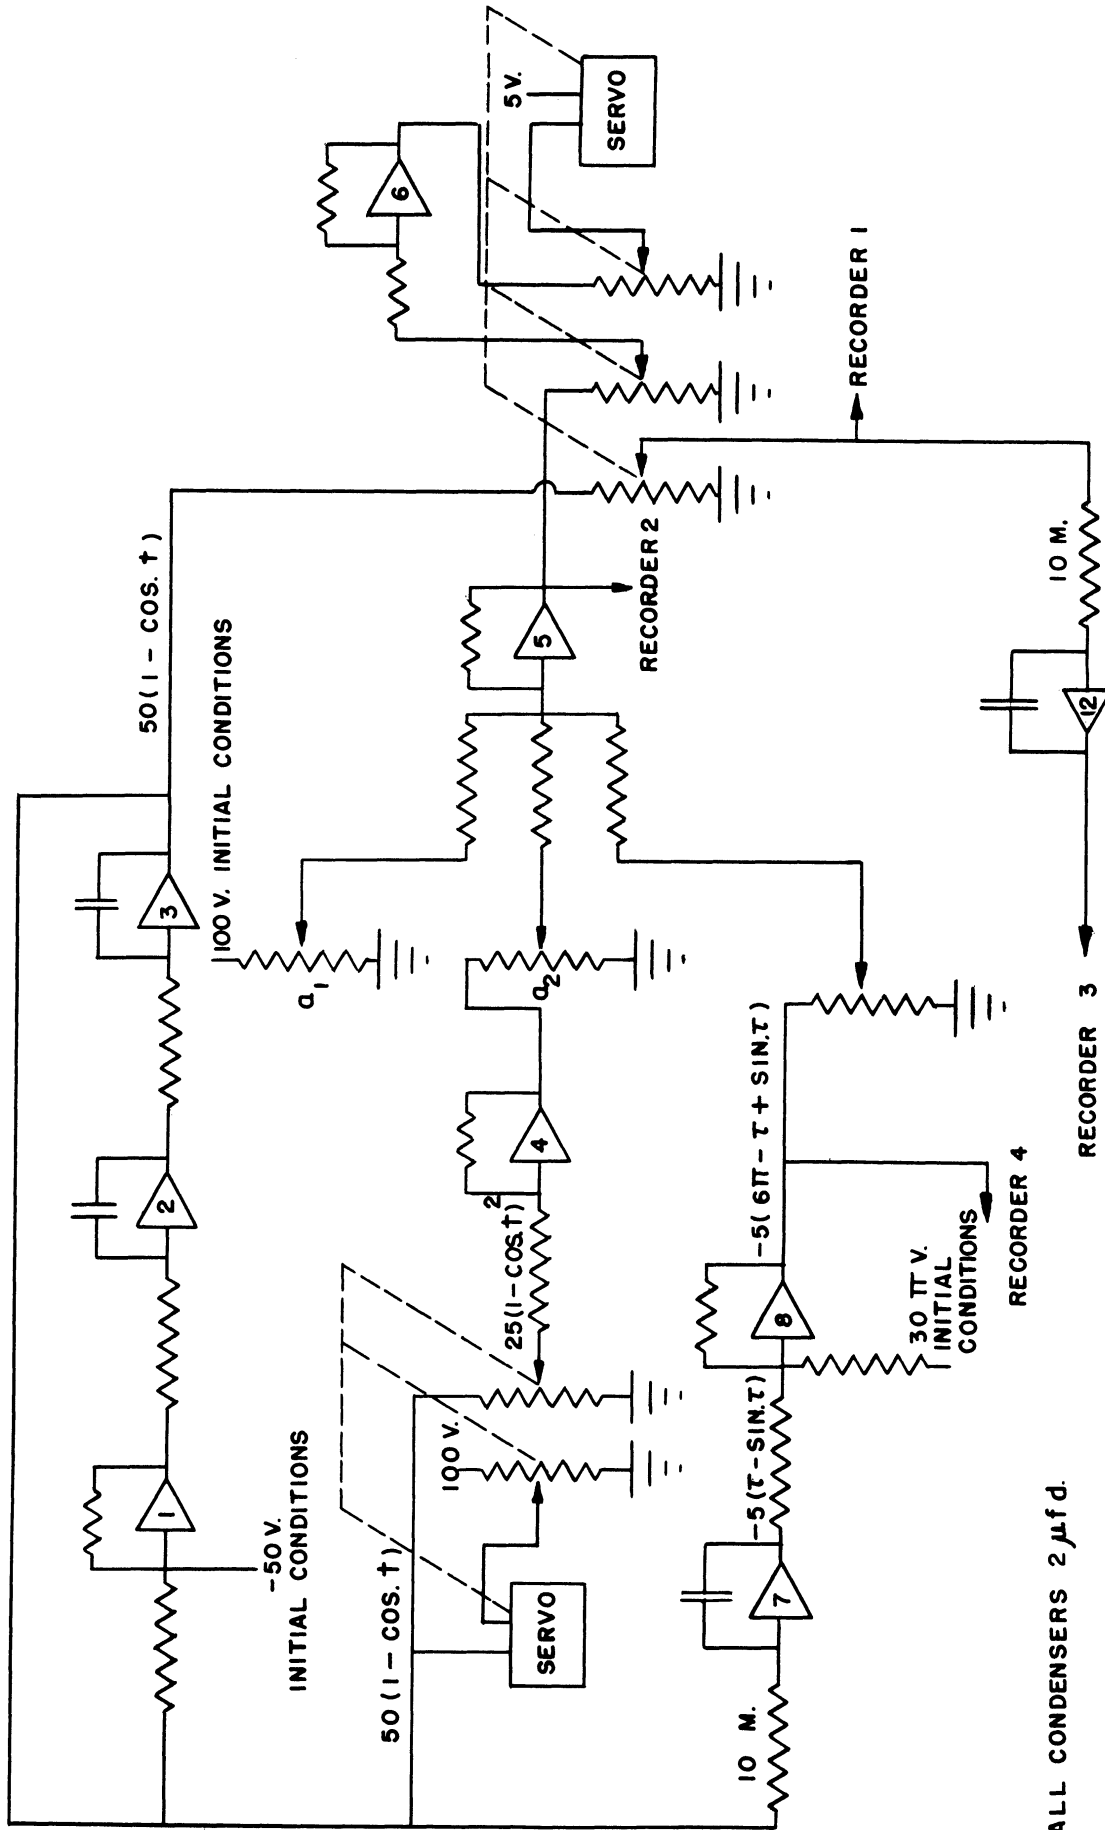 50(1 - COS. t)
100 V. INITIAL CONDITIONS
3
2
1
-50 V.
INITIAL CONDITIONS
6
5 V.
SERVO
a1
a2
5
RECORDER 2
4
25(1-COS.t)2
100 V.
50(1 - COS. t)
SERVO
RECORDER 1
-5(6π - τ + SIN.τ)
8
-5(τ-SIN.τ)
7
10 M.
30 π V.
INITIAL
CONDITIONS
RECORDER 4
10 M.
12
RECORDER 3
ALL CONDENSERS 2 μfd.